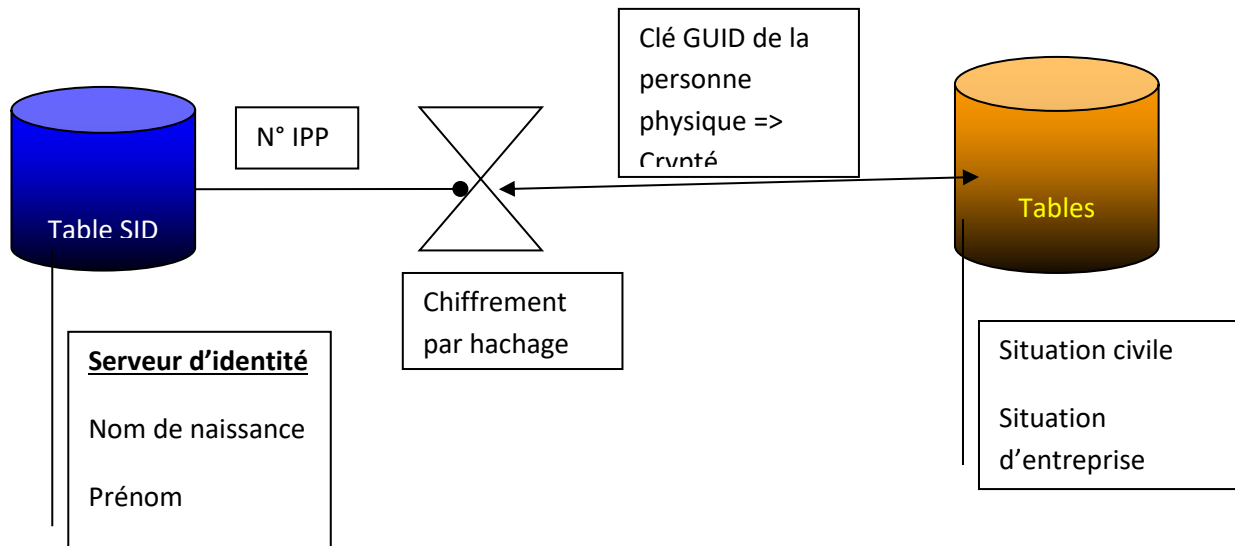 Clé GUID de la
personne
physique =>
Crypté
N° IPP
Table SID
Tables
Chiffrement
par hachage
Serveur d'identité
Nom de naissance
Prénom
Situation civile
Situation
d'entreprise